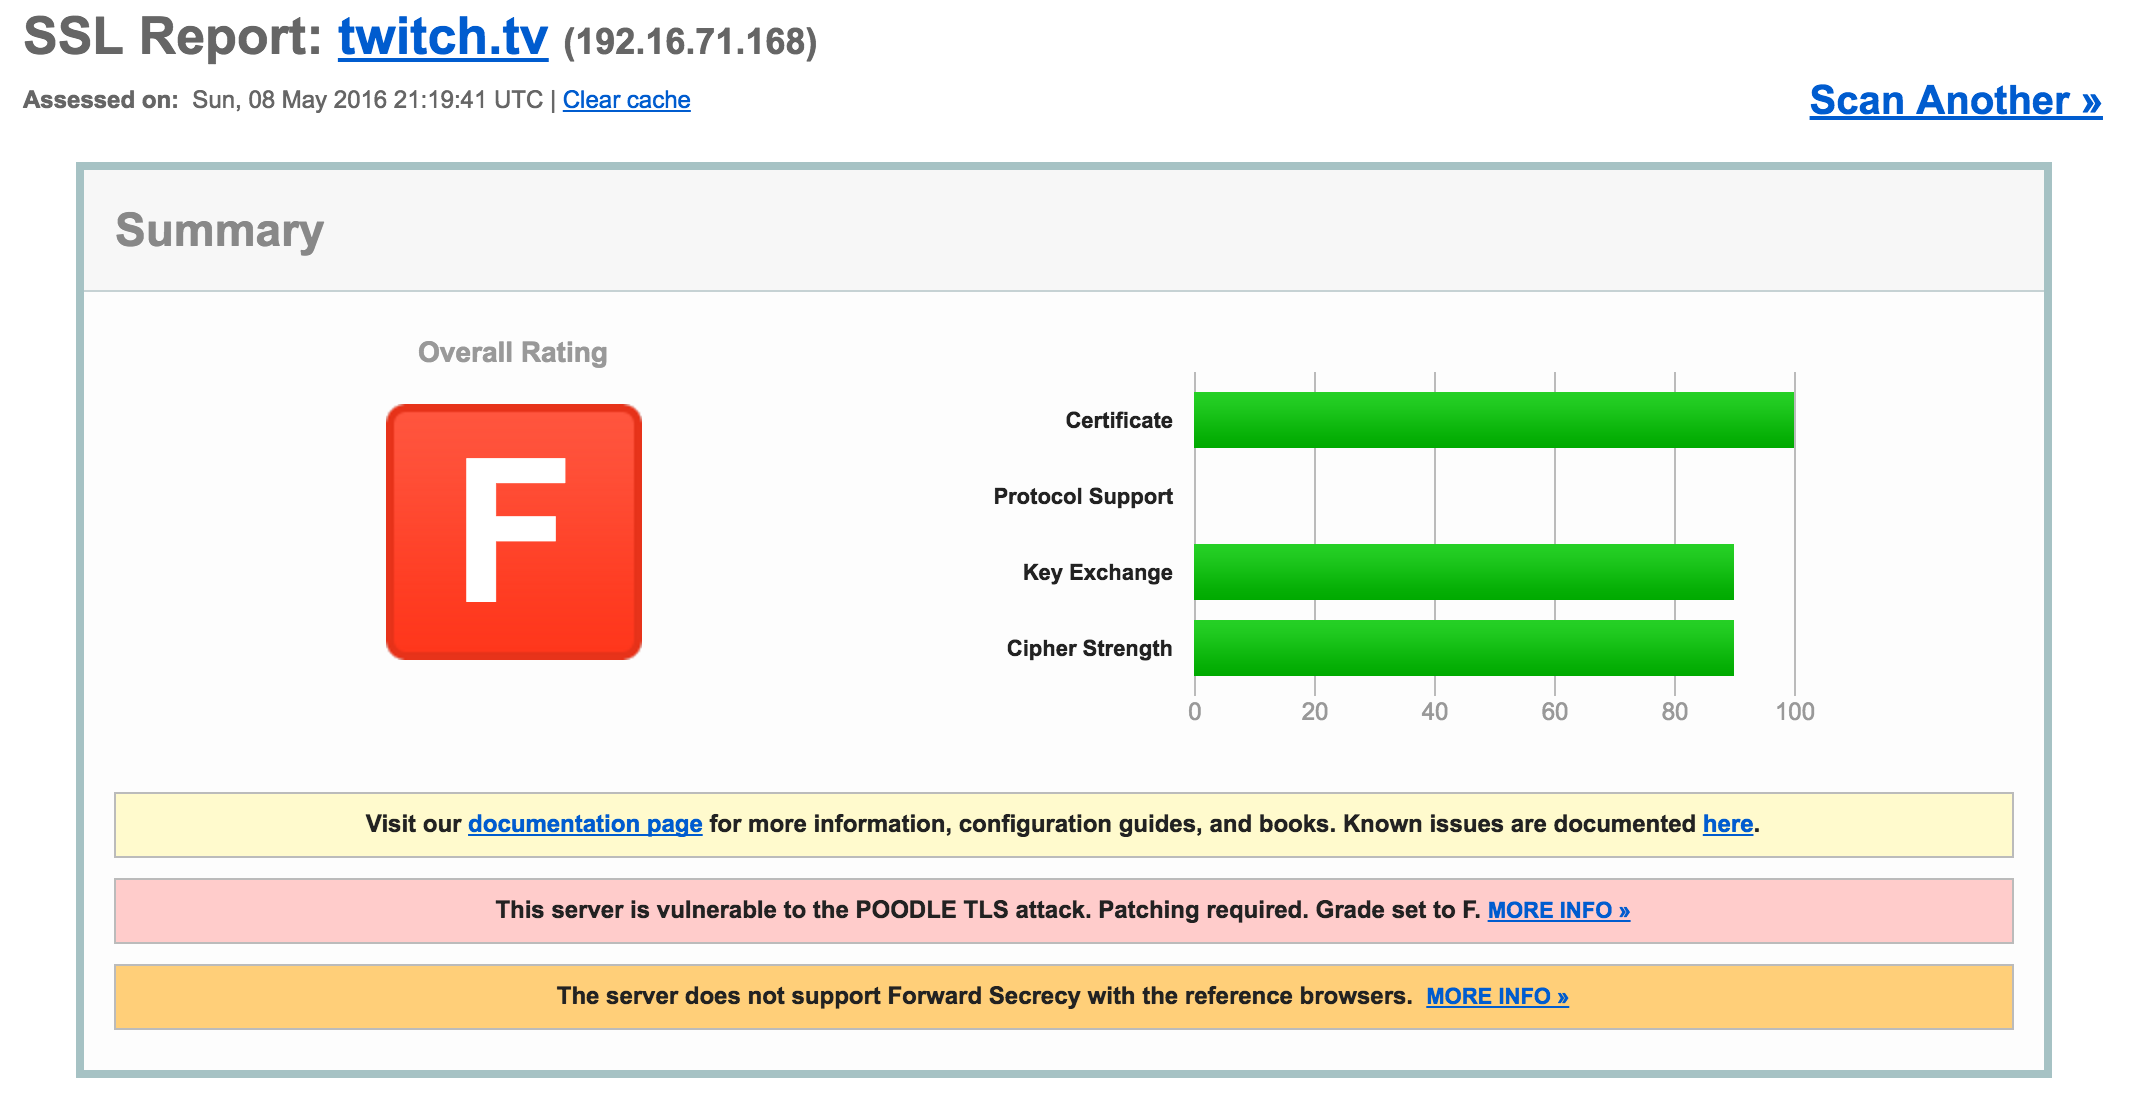 SSL Report: twitch.tv (192.16.71.168)
Assessed on: Sun, 08 May 2016 21:19:41 UTC | Clear cache
Scan Another »
Summary
Overall Rating
F
Certificate
Protocol Support
Key Exchange
Cipher Strength
0 20 40 60 80 100
Visit our documentation page for more information, configuration guides, and books. Known issues are documented here.
This server is vulnerable to the POODLE TLS attack. Patching required. Grade set to F. MORE INFO »
The server does not support Forward Secrecy with the reference browsers. MORE INFO »